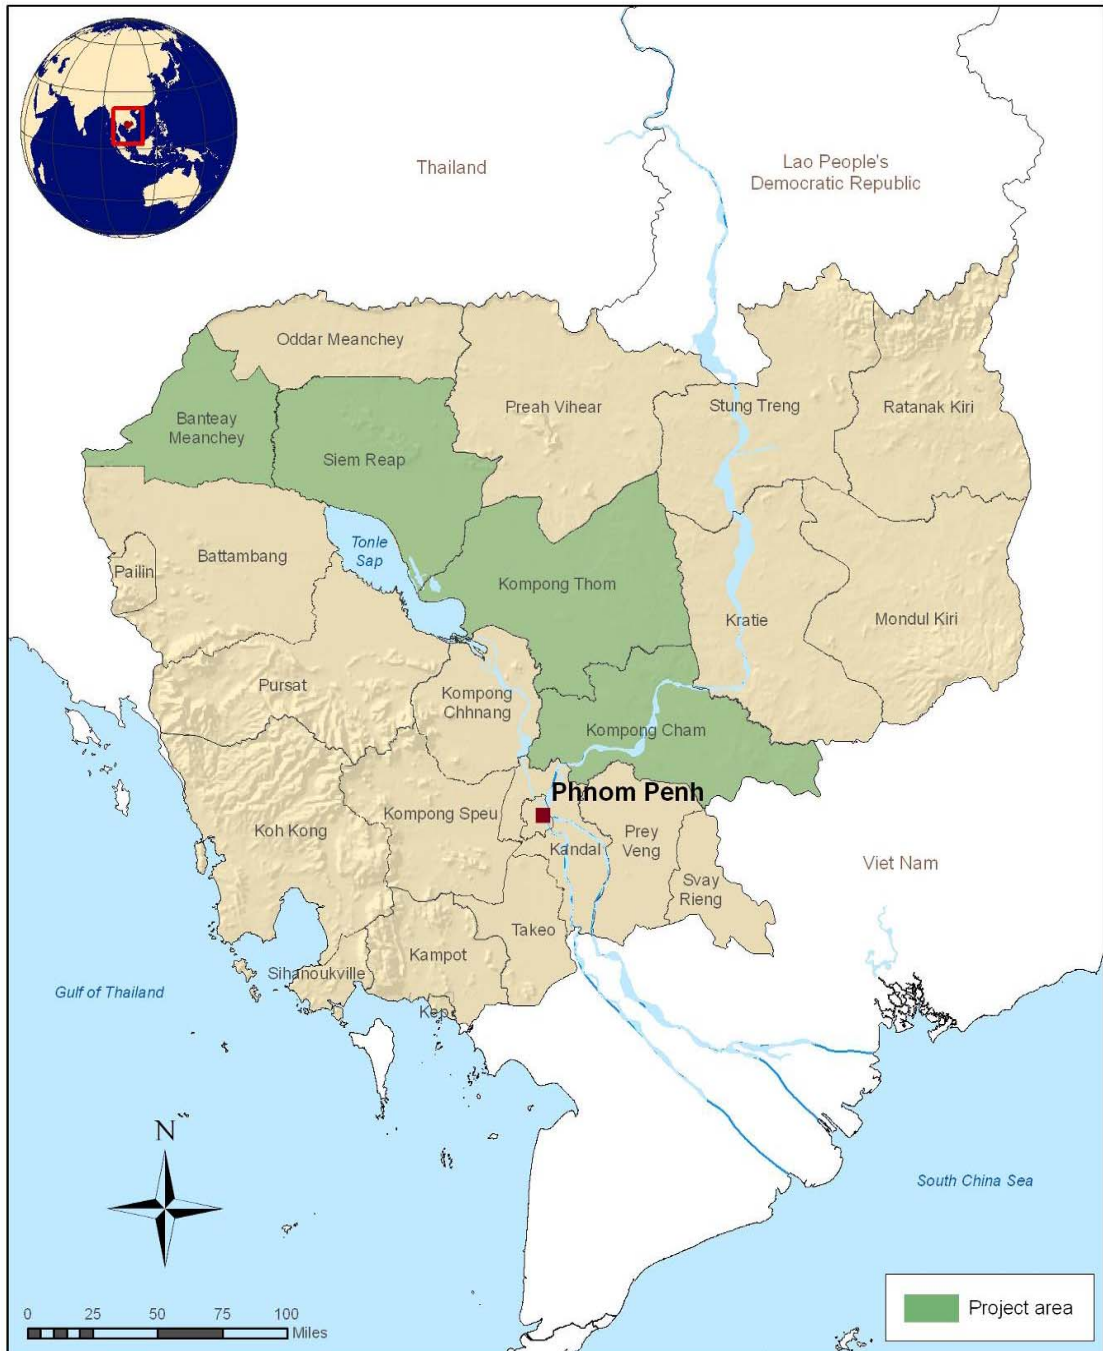 Thailand
Lao People's
Democratic Republic
Oddar Meanchey
Banteay
Meanchey
Siem Reap
Preah Vihear
Stung Treng
Ratanak Kiri
Tonle
Sap
Battambang
Pailin
Kompong Thom
Kratie
Mondul Kiri
Pursat
Kompong
Chhnang
Kompong Cham
Phnom Penh
Kompong Speu
Koh Kong
Kandal
Prey
Veng
Svay
Rieng
Viet Nam
Takeo
Kampot
Sihanoukville
Kep
Gulf of Thailand
N
South China Sea
0 25 50 75 100
Miles
Project area